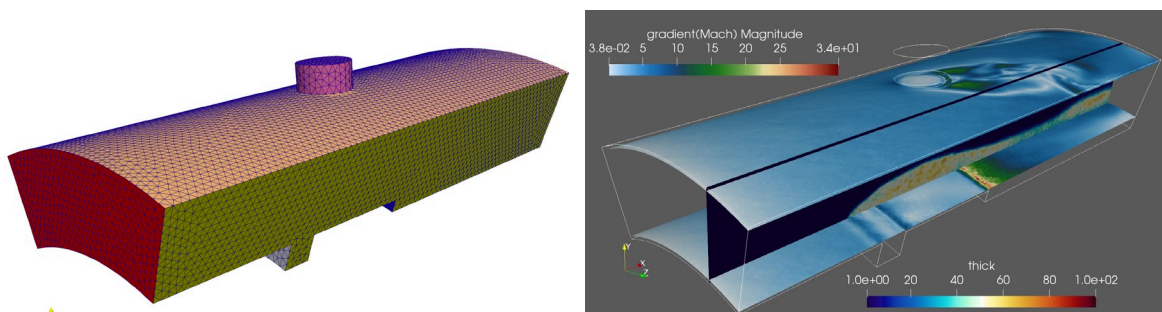 gradient(Mach) Magnitude
3.8e-02 5 10 15 20 25 3.4e+01
Y
X
Z
thick
1.0e+00 20 40 60 80 1.0e+02